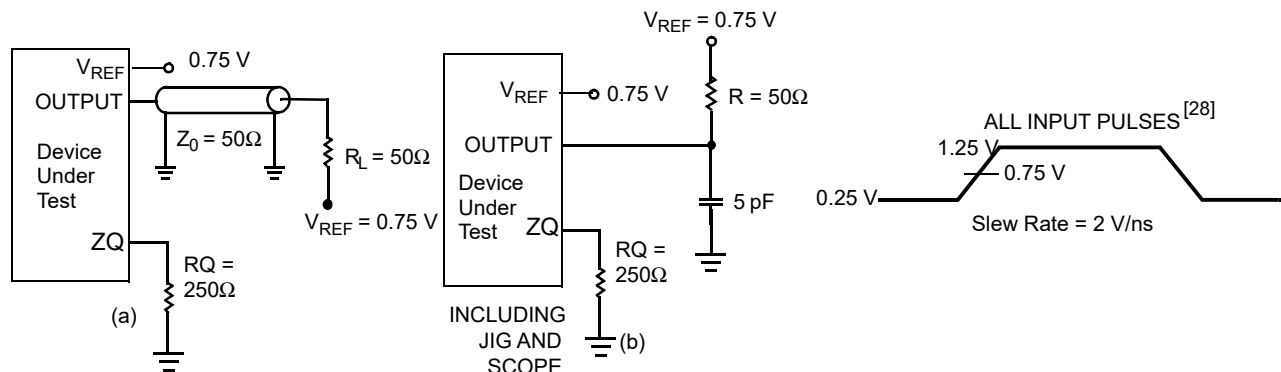 V_REF 0.75 V
OUTPUT
Z_0 = 50Ω
Device
Under
Test
R_L = 50Ω
V_REF = 0.75 V
ZQ
RQ =
250Ω
(a)
V_REF = 0.75 V
R = 50Ω
V_REF 0.75 V
OUTPUT
Device
Under
Test
5 pF
ZQ
RQ =
250Ω
INCLUDING
JIG AND
SCOPE
(b)
ALL INPUT PULSES[28]
1.25 V
0.75 V
0.25 V
Slew Rate = 2 V/ns